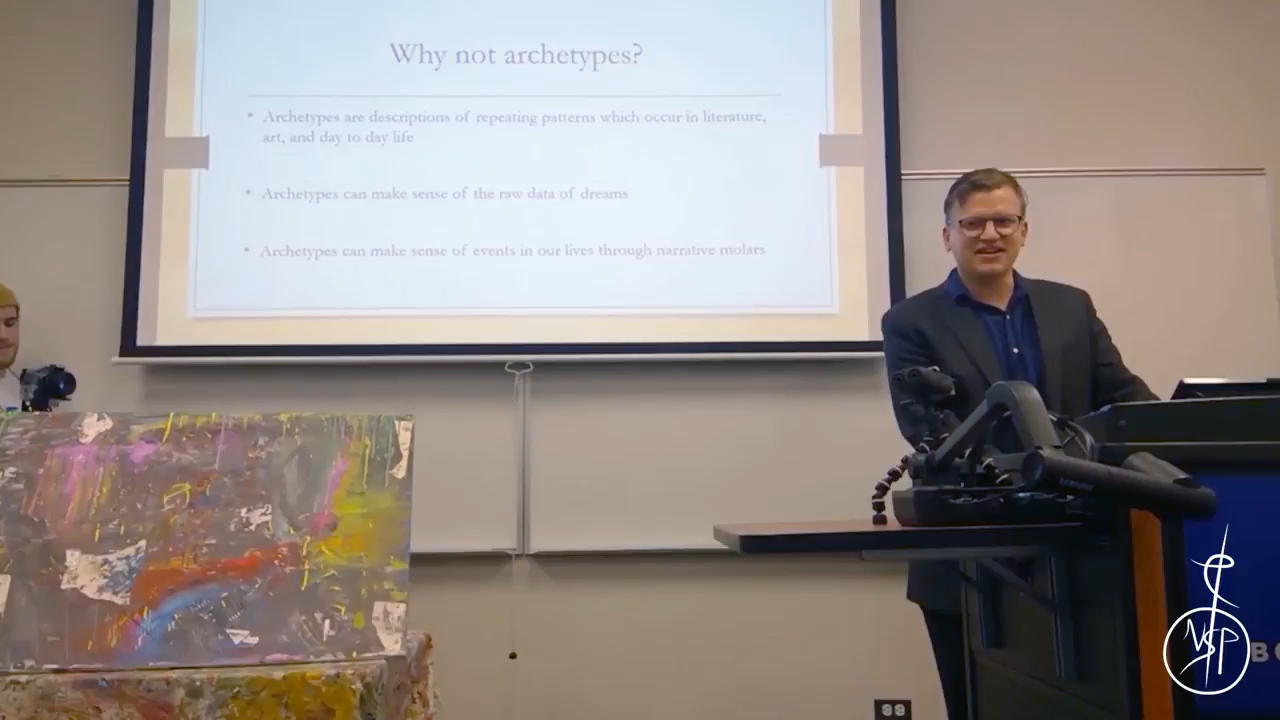 Why not archetypes?
• Archetypes are descriptions of repeating patterns which occur in literature,
art, and day to day life
• Archetypes can make sense of the raw data of dreams
• Archetypes can make sense of events in our lives through narrative molars
NSP
B